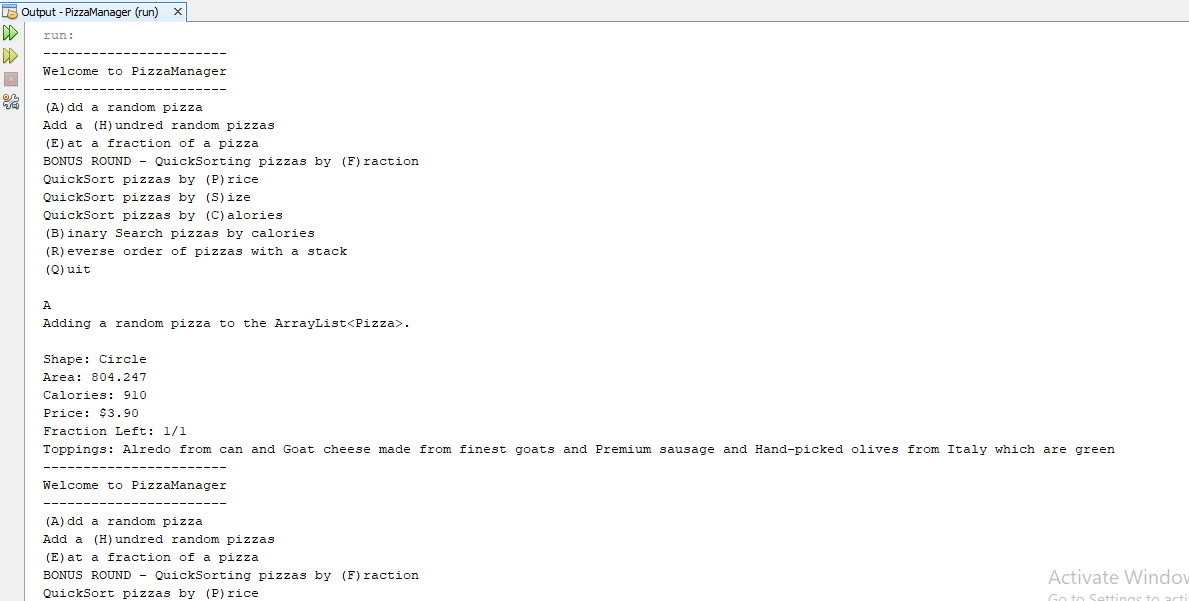 Output - PizzaManager (run)
run:
-----------------------
Welcome to PizzaManager
-----------------------
(A)dd a random pizza
Add a (H)undred random pizzas
(E)at a fraction of a pizza
BONUS ROUND - QuickSorting pizzas by (F)raction
QuickSort pizzas by (P)rice
QuickSort pizzas by (S)ize
QuickSort pizzas by (C)alories
(B)inary Search pizzas by calories
(R)everse order of pizzas with a stack
(Q)uit
A
Adding a random pizza to the ArrayList<Pizza>.
Shape: Circle
Area: 804.247
Calories: 910
Price: $3.90
Fraction Left: 1/1
Toppings: Alredo from can and Goat cheese made from finest goats and Premium sausage and Hand-picked olives from Italy which are green
-----------------------
Welcome to PizzaManager
-----------------------
(A)dd a random pizza
Add a (H)undred random pizzas
(E)at a fraction of a pizza
BONUS ROUND - QuickSorting pizzas by (F)raction
QuickSort pizzas by (P)rice
Activate Window
Go to Settings to acti